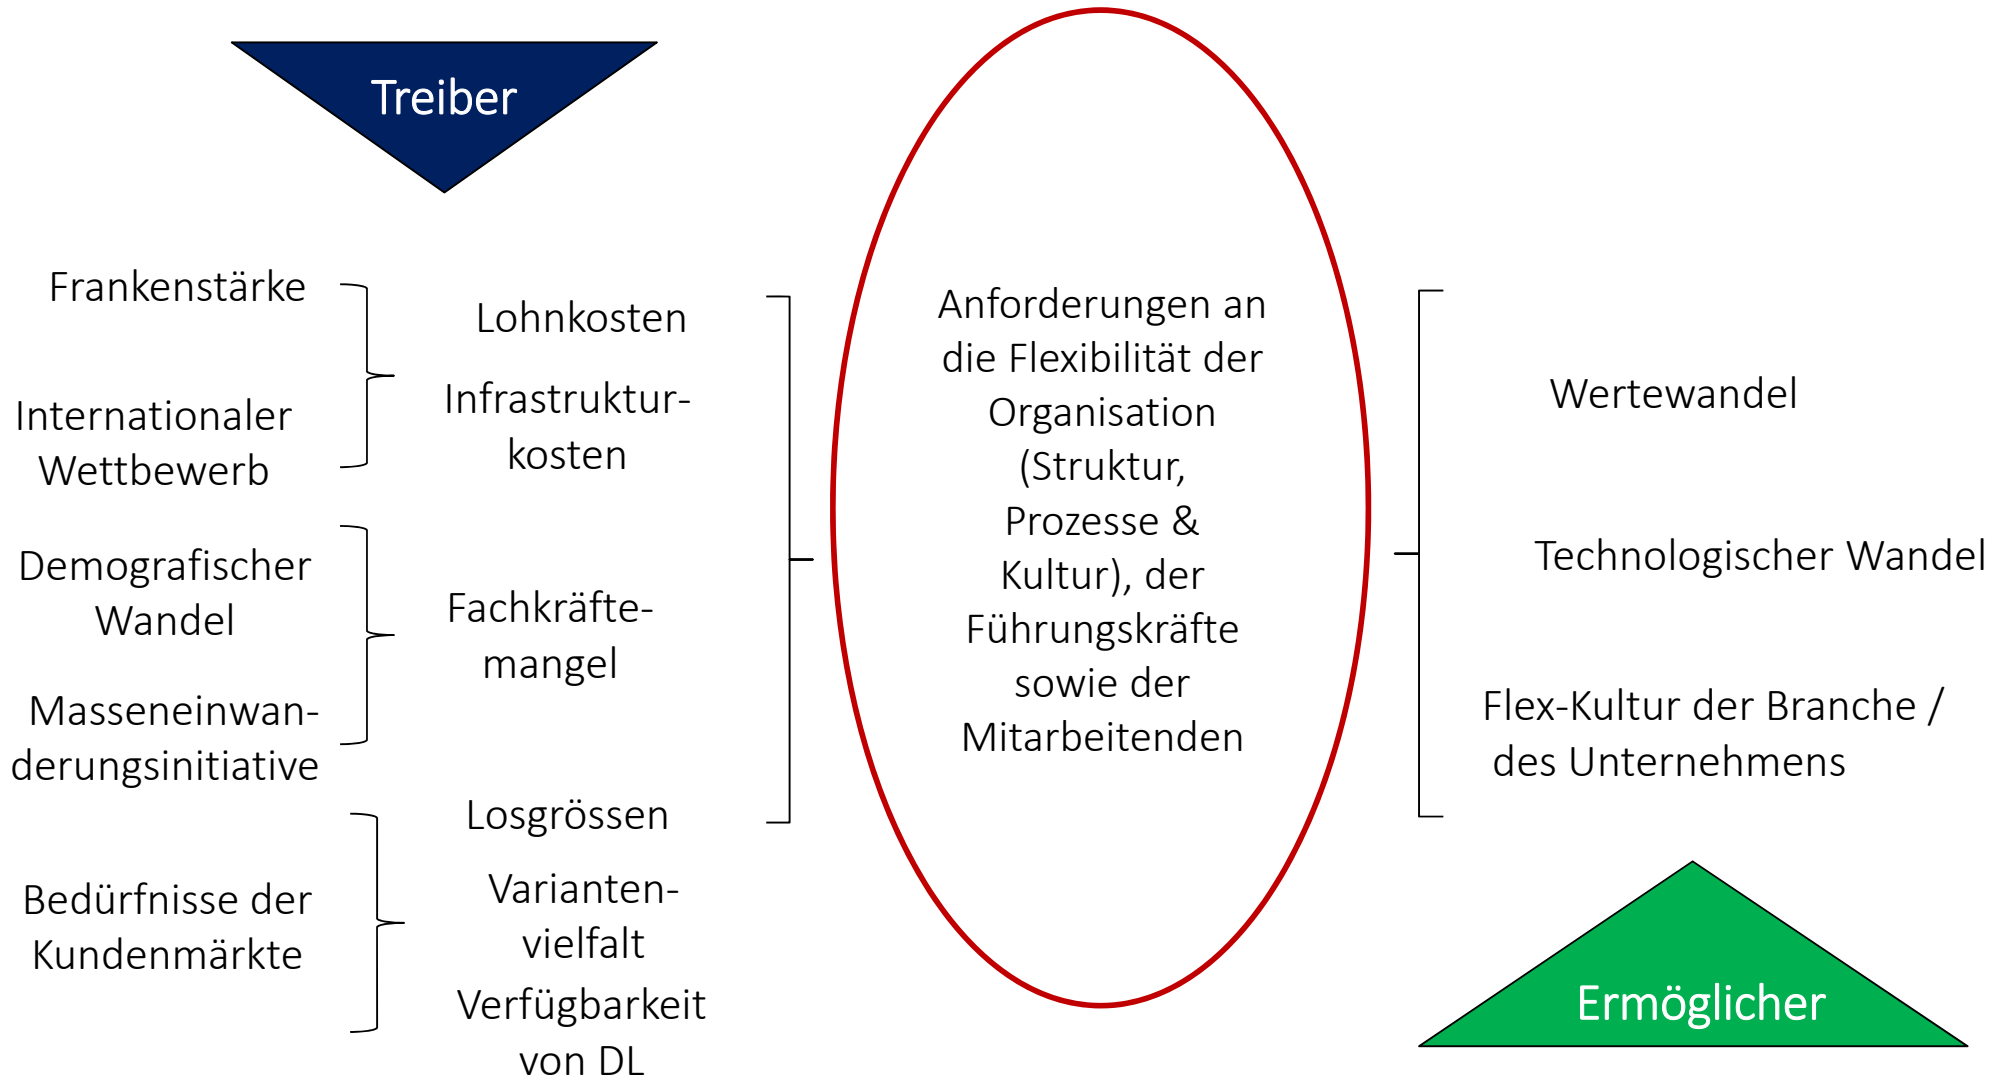 Treiber
Frankenstärke
Internationaler
Wettbewerb
Demografischer
Wandel
Masseneinwan-
derungsinitiative
Bedürfnisse der
Kundenmärkte
Lohnkosten
Infrastruktur-
kosten
Fachkräfte-
mangel
Losgrössen
Varianten-
vielfalt
Verfügbarkeit
von DL
Anforderungen an
die Flexibilität der
Organisation
(Struktur,
Prozesse &
Kultur), der
Führungskräfte
sowie der
Mitarbeitenden
Wertewandel
Technologischer Wandel
Flex-Kultur der Branche /
des Unternehmens
Ermöglicher